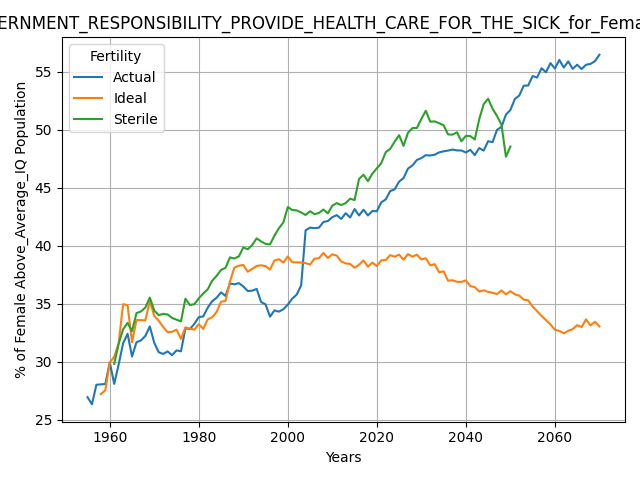 ERNMENT_RESPONSIBILITY_PROVIDE_HEALTH_CARE_FOR_THE_SICK_for_Fema
Fertility
Actual
Ideal
Sterile
% of Female Above_Average_IQ Population
55
50
45
40
35
30
25
1960 1980 2000 2020 2040 2060
Years